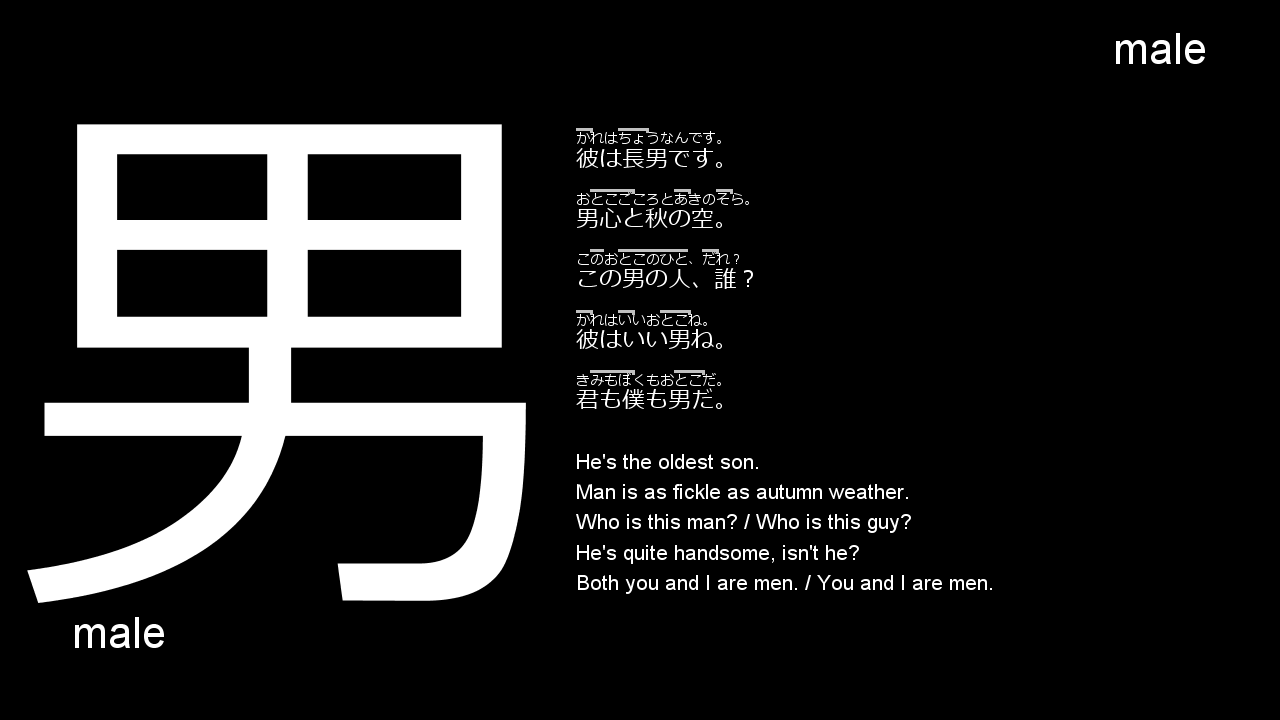 male
男
male
かれはちょうなんです。
彼は長男です。
おとこごころとあきのそら。
男心と秋の空。
このおとこのひと、だれ？
この男の人、誰？
かれはいいおとこね。
彼はいい男ね。
きみもぼくもおとこだ。
君も僕も男だ。
He's the oldest son.
Man is as fickle as autumn weather.
Who is this man? / Who is this guy?
He's quite handsome, isn't he?
Both you and I are men. / You and I are men.